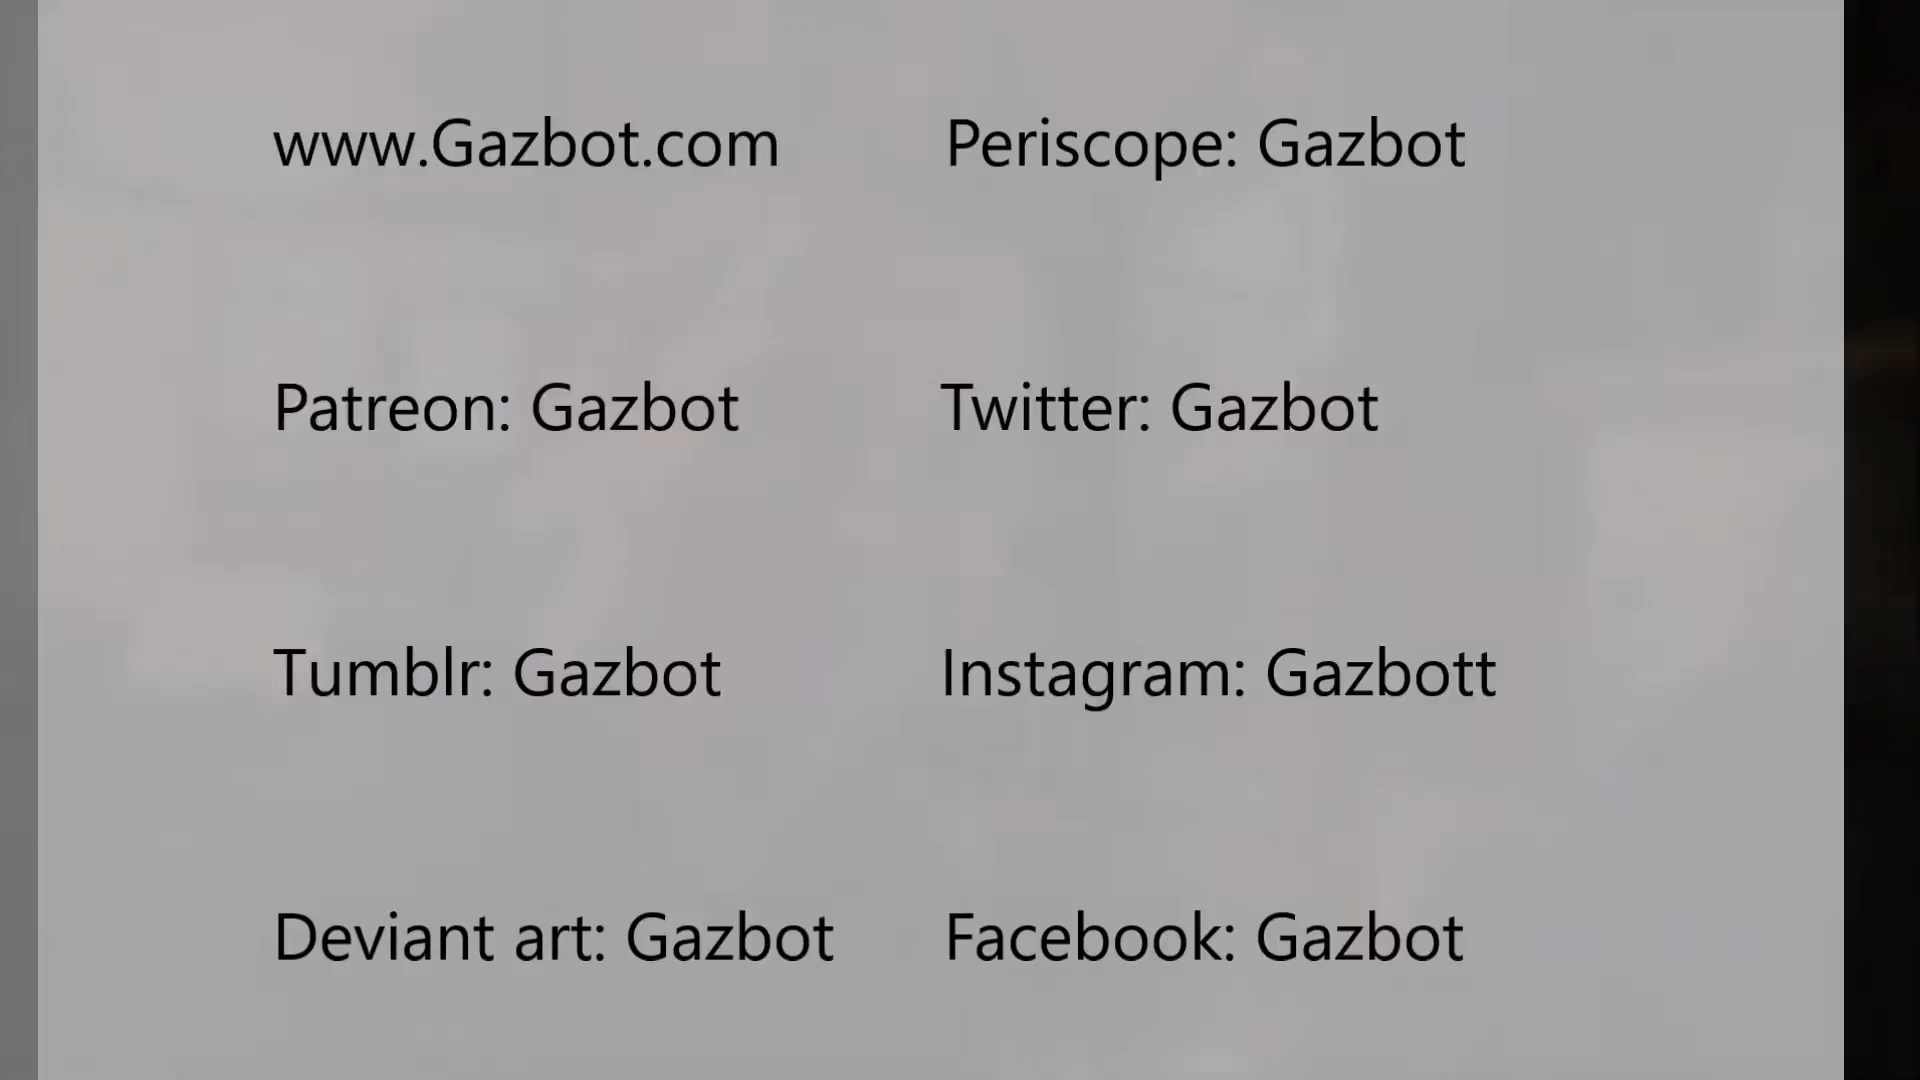 www.Gazbot.com
Periscope: Gazbot
Patreon: Gazbot
Twitter: Gazbot
Tumblr: Gazbot
Instagram: Gazbott
Deviant art: Gazbot
Facebook: Gazbot